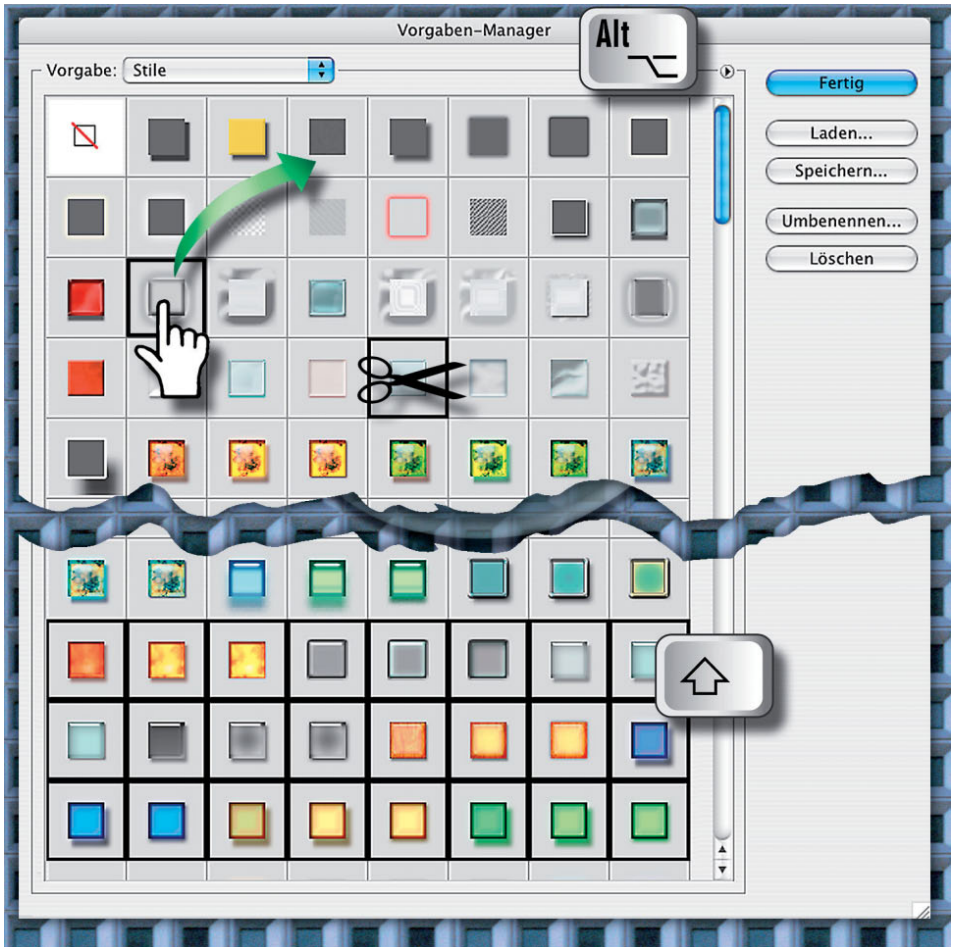 Vorgaben-Manager
Alt
Vorgabe: Stile
Fertig
Laden...
Speichern...
Umbenennen...
Löschen